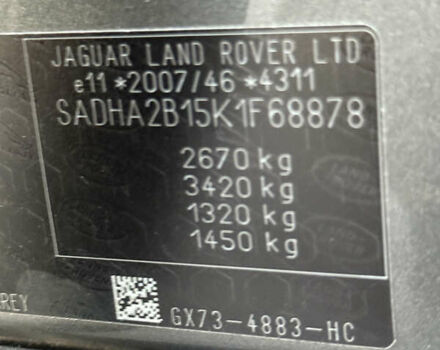 JAGUAR LAND ROVER LTD
e11*2007/46*4311
SADHA2B15K1F68878
2670 kg
3420 kg
1320 kg
1450 kg
REY
GX73-4883-HC